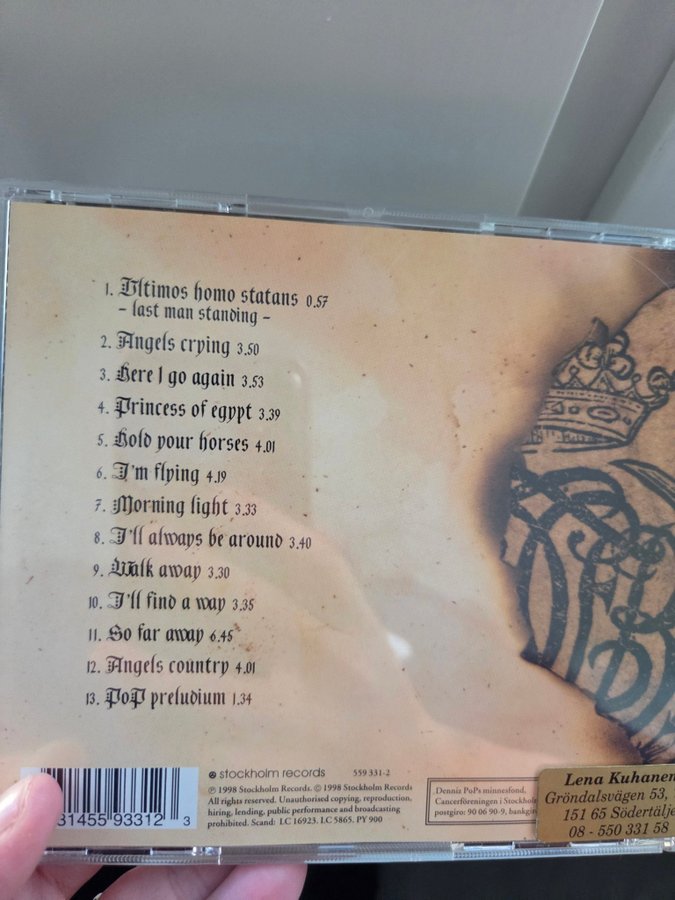 1. Ultimos homo statans 0.57
- last man standing -
2. Angels crying 3.50
3. Here I go again 3.53
4. Princess of egypt 3.39
5. Hold your horses 4.01
6. I'm flying 4.19
7. Morning light 3.33
8. I'll always be around 3.40
9. Walk away 3.30
10. I'll find a way 3.35
11. So far away 6.45
12. Angels country 4.01
13. PoP preludium 1.34
31455 93312 3
stockholm records 559 331-2
℗ 1998 Stockholm Records © 1998 Stockholm Records
All rights reserved. Unauthorised copying, reproduction,
hiring, lending, public performance and broadcasting
prohibited. Scand: LC 16923. LC 5865. PY 900
Denniz PoPs minnesfond,
Cancerföreningen i Stockholm
postgiro: 90 06 90-9, bankgiro
Lena Kuhanen
Gröndalsvägen 53,
151 65 Södertälje
08 - 550 331 58